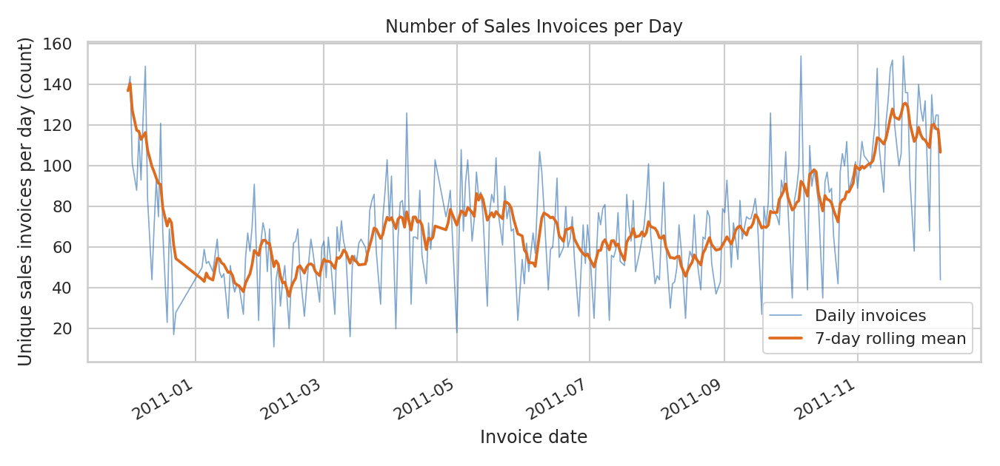 Number of Sales Invoices per Day
Unique sales invoices per day (count)
160
140
120
100
80
60
40
20
Daily invoices
7-day rolling mean
2011-01
2011-03
2011-05
2011-07
2011-09
2011-11
Invoice date